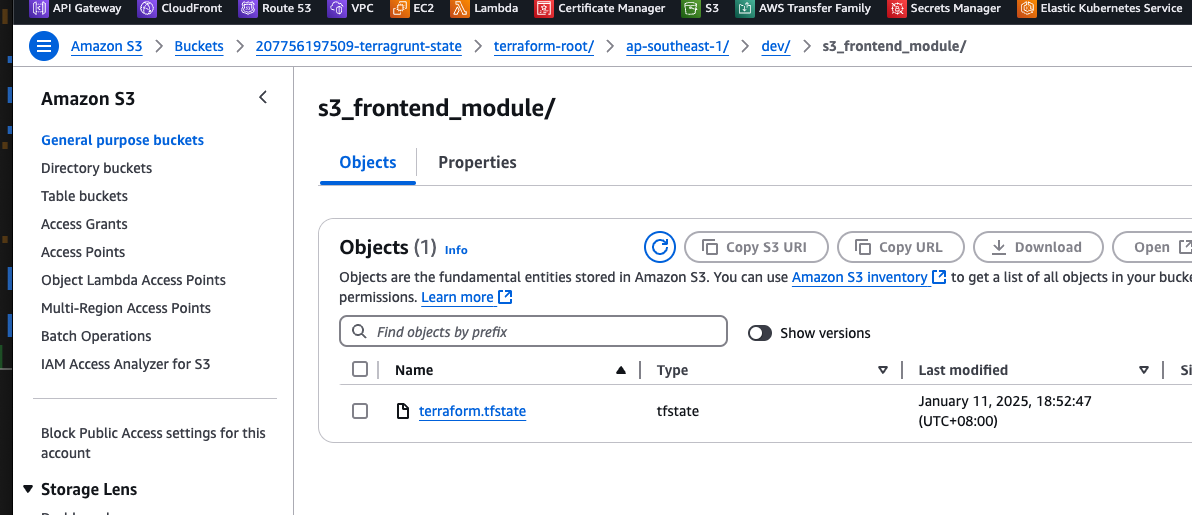 API Gateway CloudFront Route 53 VPC EC2 Lambda Certificate Manager S3 AWS Transfer Family Secrets Manager Elastic Kubernetes Service
Amazon S3 > Buckets > 207756197509-terragrunt-state > terraform-root/ > ap-southeast-1/ > dev/ > s3_frontend_module/
Amazon S3
General purpose buckets
Directory buckets
Table buckets
Access Grants
Access Points
Object Lambda Access Points
Multi-Region Access Points
Batch Operations
IAM Access Analyzer for S3
Block Public Access settings for this
account
Storage Lens
s3_frontend_module/
Objects Properties
Objects (1) Info
Copy S3 URI Copy URL Download Open
Objects are the fundamental entities stored in Amazon S3. You can use Amazon S3 inventory to get a list of all objects in your bucke
permissions. Learn more
Find objects by prefix Show versions
Name Type Last modified Si
terraform.tfstate tfstate January 11, 2025, 18:52:47
(UTC+08:00)